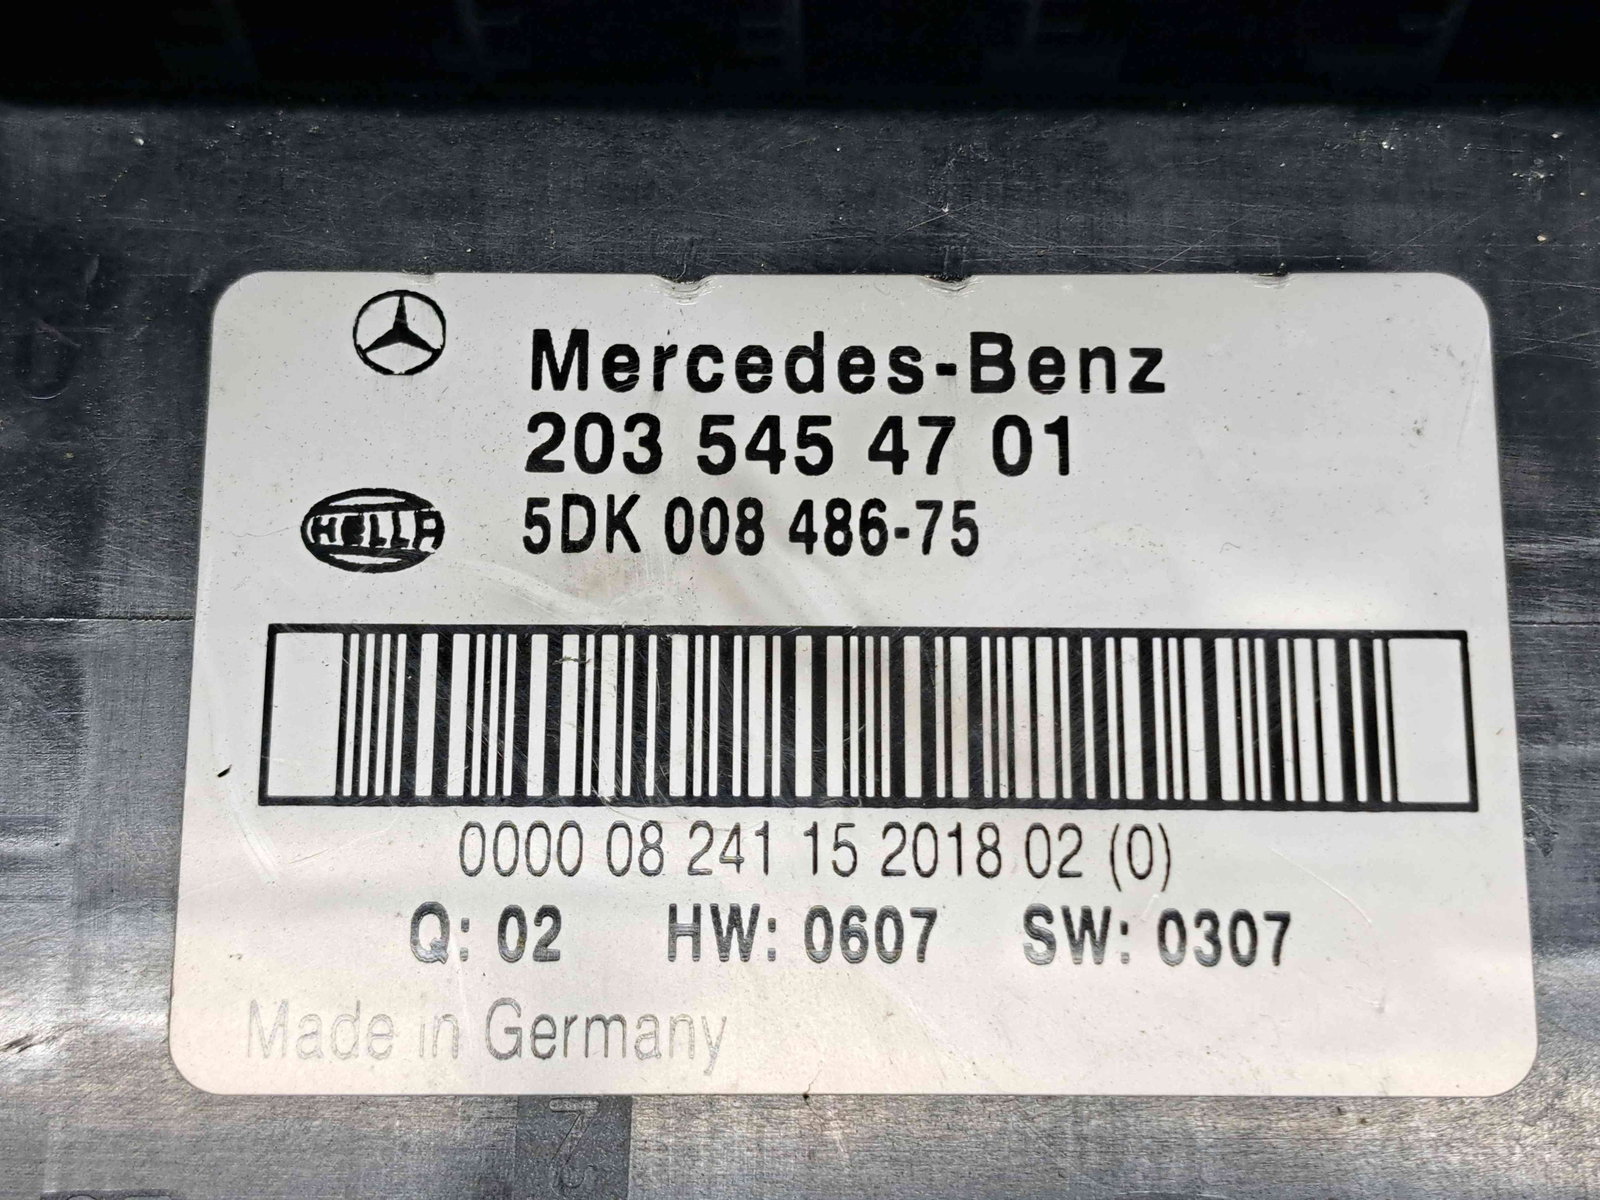 Mercedes-Benz
203 545 47 01
HELLA
5DK 008 486-75
0000 08 241 15 2018 02 (0)
Q: 02 HW: 0607 SW: 0307
Made in Germany